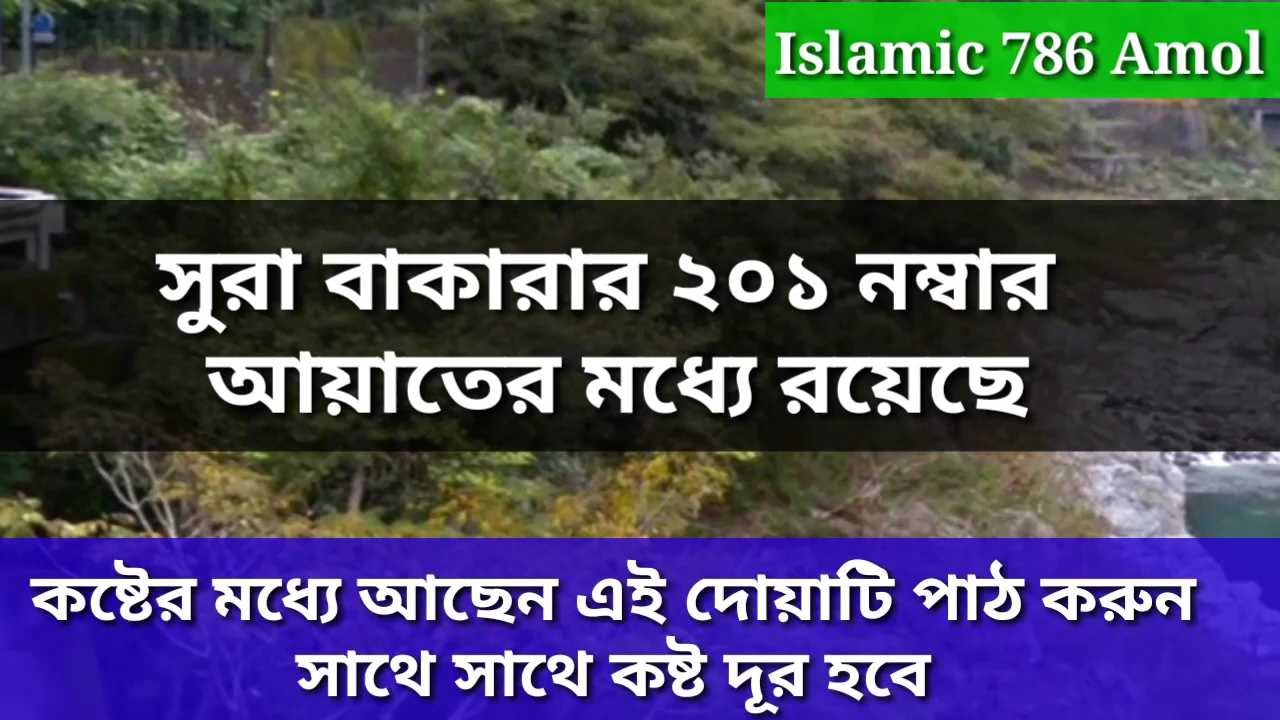 Islamic 786 Amol
সুরা বাকারার ২০১ নম্বার
আয়াতের মধ্যে রয়েছে
কষ্টের মধ্যে আছেন এই দোয়াটি পাঠ করুন
সাথে সাথে কষ্ট দূর হবে